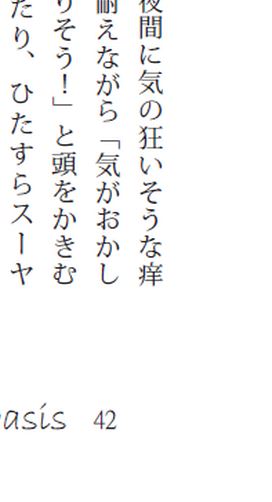 夜間に気の狂いそうな痒
耐えながら「気がおかし
りそう！」と頭をかきむ
たり、ひたすらスーヤ
asis 42